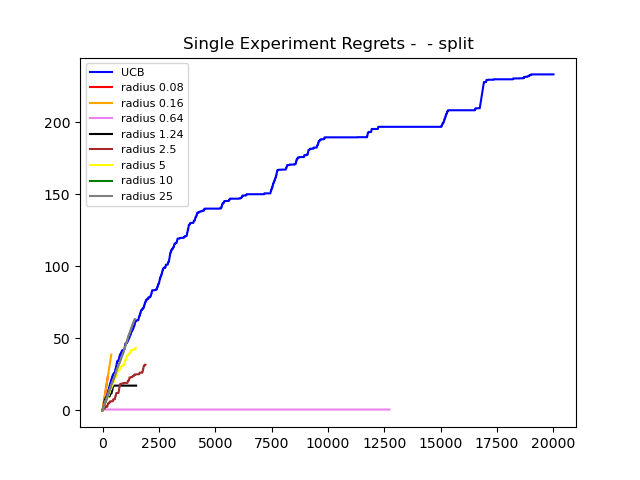 Single Experiment Regrets -  - split
UCB
radius 0.08
radius 0.16
radius 0.64
radius 1.24
radius 2.5
radius 5
radius 10
radius 25
200
150
100
50
0
0 2500 5000 7500 10000 12500 15000 17500 20000